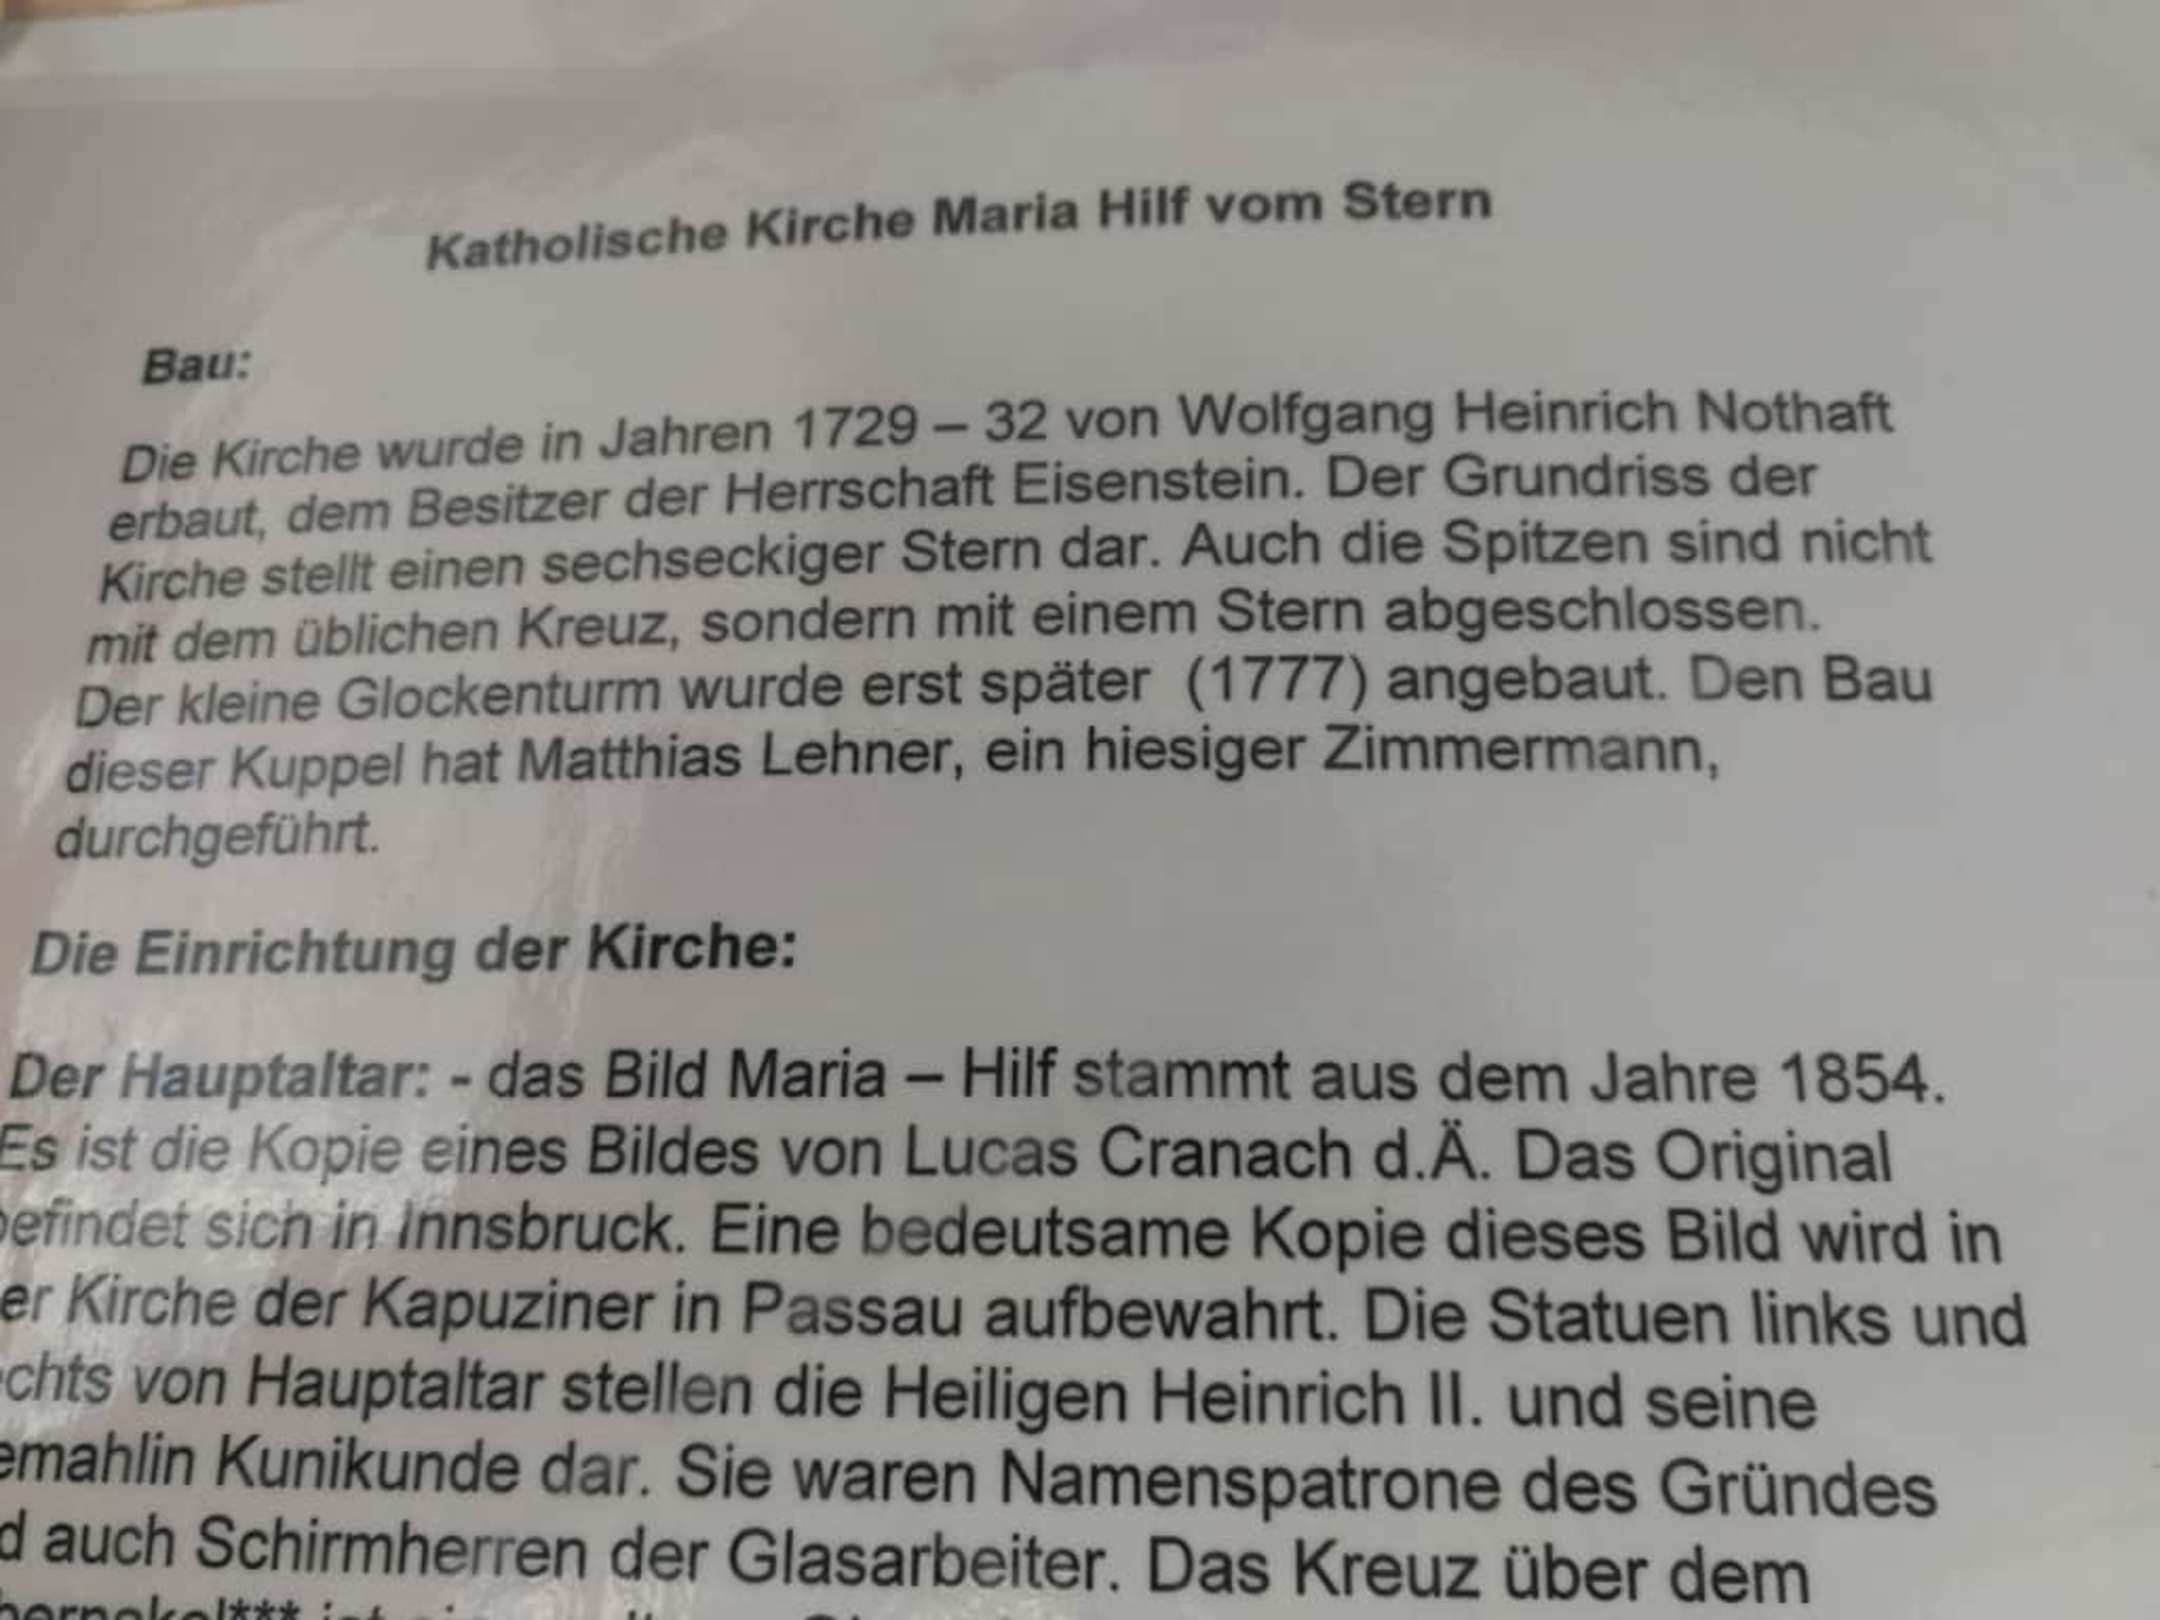 Katholische Kirche Maria Hilf vom Stern
Bau:
Die Kirche wurde in Jahren 1729 – 32 von Wolfgang Heinrich Nothaft
erbaut, dem Besitzer der Herrschaft Eisenstein. Der Grundriss der
Kirche stellt einen sechseckiger Stern dar. Auch die Spitzen sind nicht
mit dem üblichen Kreuz, sondern mit einem Stern abgeschlossen.
Der kleine Glockenturm wurde erst später (1777) angebaut. Den Bau
dieser Kuppel hat Matthias Lehner, ein hiesiger Zimmermann,
durchgeführt.
Die Einrichtung der Kirche:
Der Hauptaltar: - das Bild Maria – Hilf stammt aus dem Jahre 1854.
Es ist die Kopie eines Bildes von Lucas Cranach d.Ä. Das Original
befindet sich in Innsbruck. Eine bedeutsame Kopie dieses Bild wird in
er Kirche der Kapuziner in Passau aufbewahrt. Die Statuen links und
chts von Hauptaltar stellen die Heiligen Heinrich II. und seine
emahlin Kunikunde dar. Sie waren Namenspatrone des Gründes
d auch Schirmherren der Glasarbeiter. Das Kreuz über dem